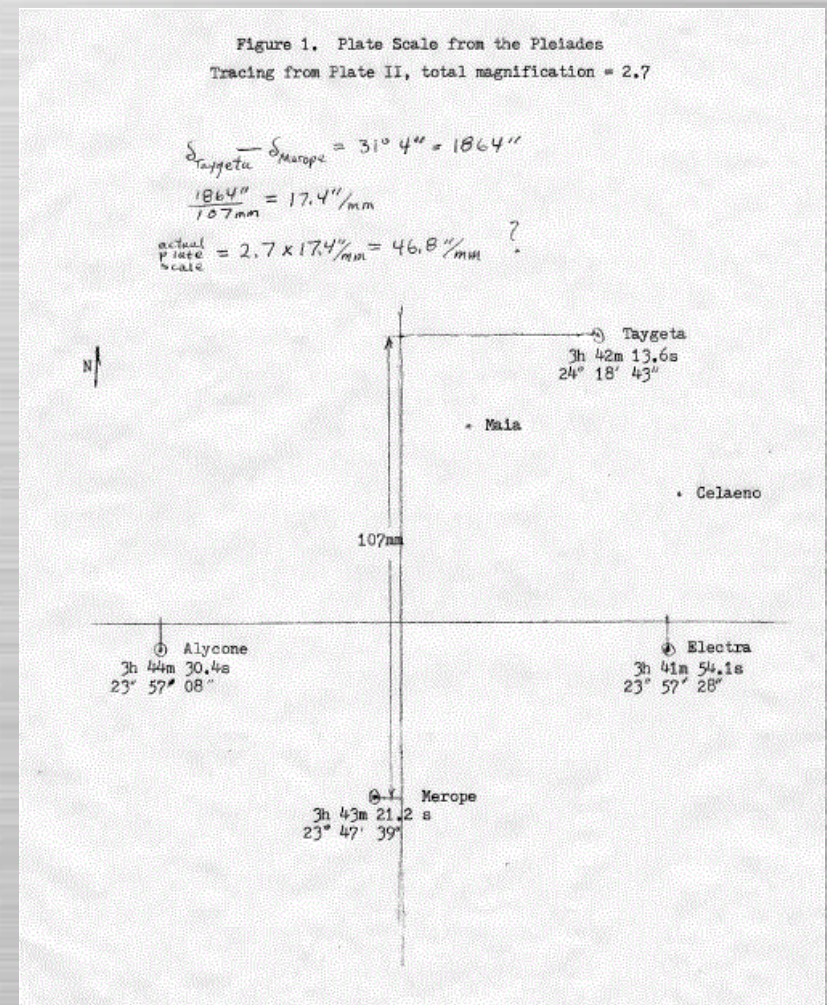 Figure 1. Plate Scale from the Pleiades
Tracing from Plate II, total magnification = 2.7
δTaygeta — δMerope = 31° 4" = 1864"
1864" / 107mm = 17.4"/mm
actual plate scale = 2.7 x 17.4"/mm = 46.8"/mm ?
N
Taygeta
3h 42m 13.6s
24° 18' 43"
Maia
Celaeno
107mm
Alycone
3h 44m 30.4s
23° 57' 08"
Electra
3h 41m 54.1s
23° 57' 28"
Merope
3h 43m 21.2 s
23° 47' 39"